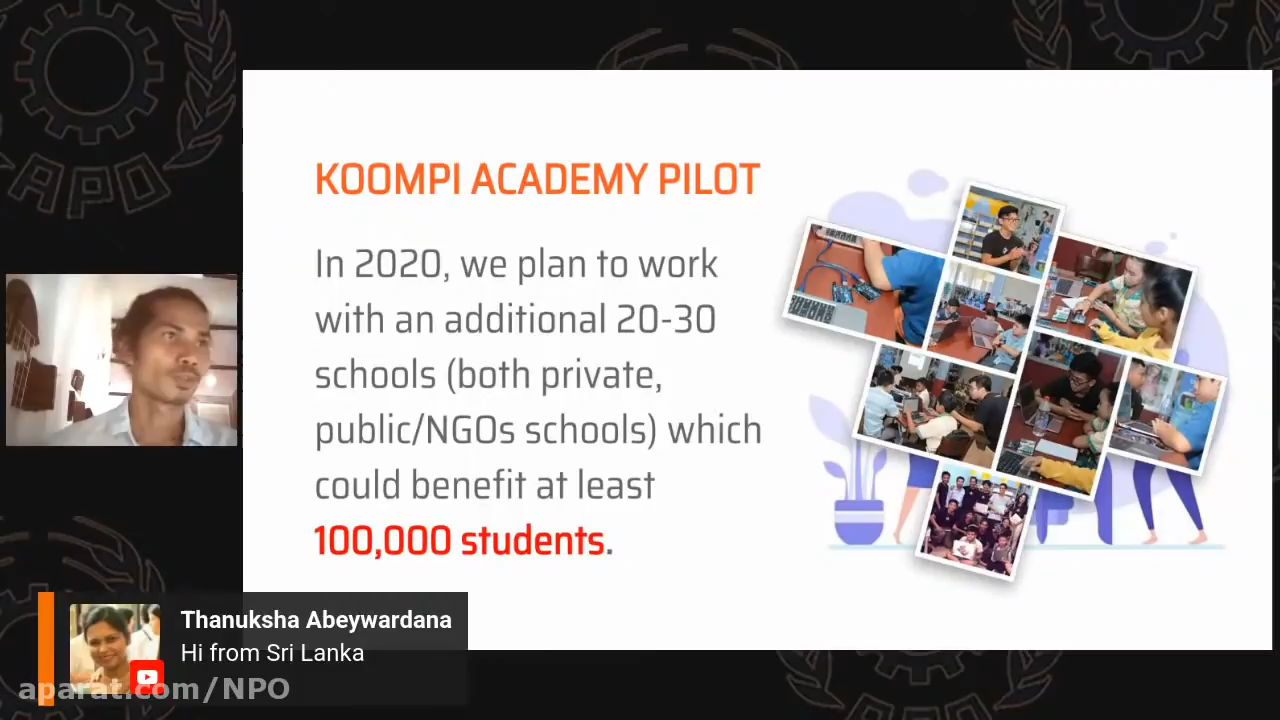 APO
KOOMPI ACADEMY PILOT
In 2020, we plan to work
with an additional 20-30
schools (both private,
public/NGOs schools) which
could benefit at least
100,000 students.
Thanuksha Abeywardana
Hi from Sri Lanka
aparat.com/NPO